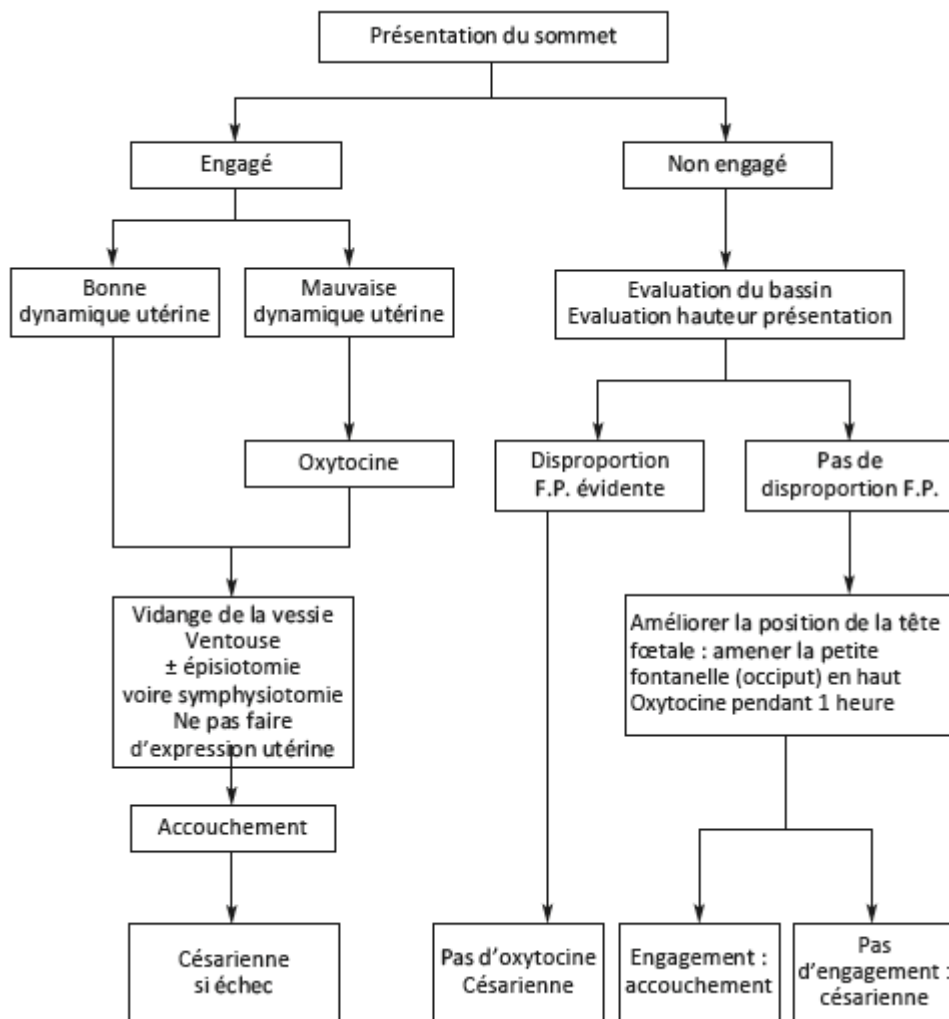 Présentation du sommet
Engagé
Non engagé
Bonne
dynamique utérine
Mauvaise
dynamique utérine
Evaluation du bassin
Evaluation hauteur présentation
Oxytocine
Disproportion
F.P. évidente
Pas de
disproportion F.P.
Vidange de la vessie
Ventouse
± épisiotomie
voire symphysiotomie
Ne pas faire
d'expression utérine
Améliorer la position de la tête
fœtale : amener la petite
fontanelle (occiput) en haut
Oxytocine pendant 1 heure
Accouchement
Césarienne
si échec
Pas d'oxytocine
Césarienne
Engagement :
accouchement
Pas
d'engagement :
césarienne